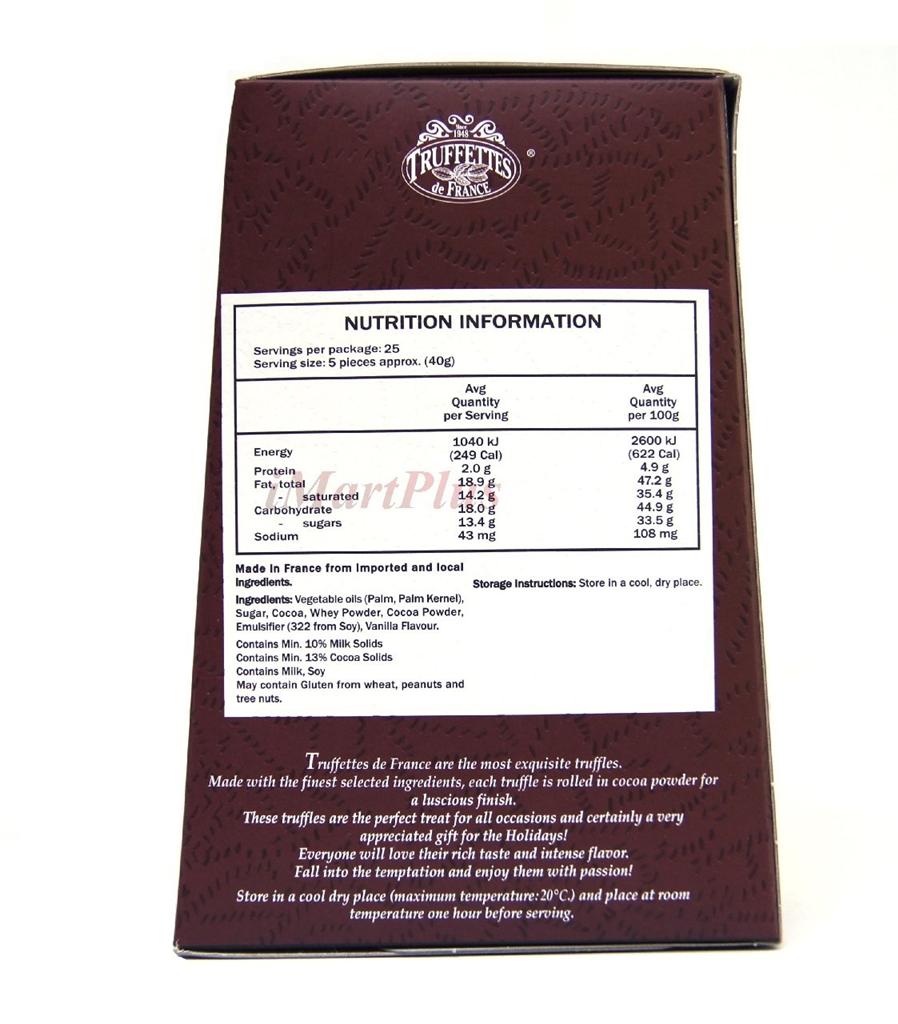 Since
1948
TRUFFETTES
de FRANCE
®
NUTRITION INFORMATION
Servings per package: 25
Serving size: 5 pieces approx. (40g)
Avg Quantity per Serving
Avg Quantity per 100g
Energy 1040 kJ (249 Cal) 2600 kJ (622 Cal)
Protein 2.0 g 4.9 g
Fat, total 18.9 g 47.2 g
- saturated 14.2 g 35.4 g
Carbohydrate 18.0 g 44.9 g
- sugars 13.4 g 33.5 g
Sodium 43 mg 108 mg
iMartPlus
Made in France from imported and local
ingredients.
Storage Instructions: Store in a cool, dry place.
Ingredients: Vegetable oils (Palm, Palm Kernel),
Sugar, Cocoa, Whey Powder, Cocoa Powder,
Emulsifier (322 from Soy), Vanilla Flavour.
Contains Min. 10% Milk Solids
Contains Min. 13% Cocoa Solids
Contains Milk, Soy
May contain Gluten from wheat, peanuts and
tree nuts.
Truffettes de France are the most exquisite truffles.
Made with the finest selected ingredients, each truffle is rolled in cocoa powder for
a luscious finish.
These truffles are the perfect treat for all occasions and certainly a very
appreciated gift for the Holidays!
Everyone will love their rich taste and intense flavor.
Fall into the temptation and enjoy them with passion!
Store in a cool dry place (maximum temperature:20°C.) and place at room
temperature one hour before serving.